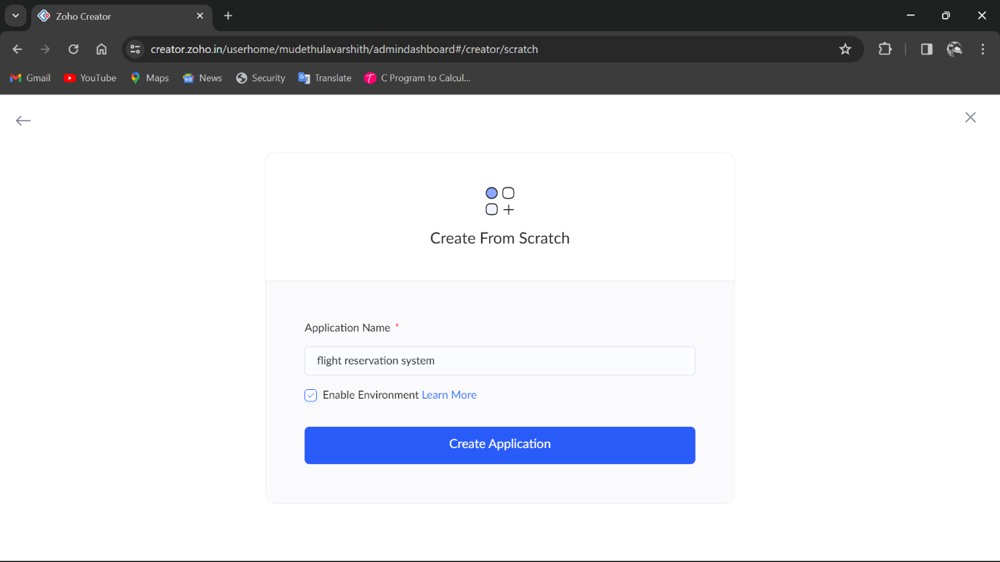 Zoho Creator
creator.zoho.in/userhome/mudethulavarshith/admindashboard#/creator/scratch
Gmail YouTube Maps News Security Translate C Program to Calcul...
Create From Scratch
Application Name *
flight reservation system
Enable Environment Learn More
Create Application